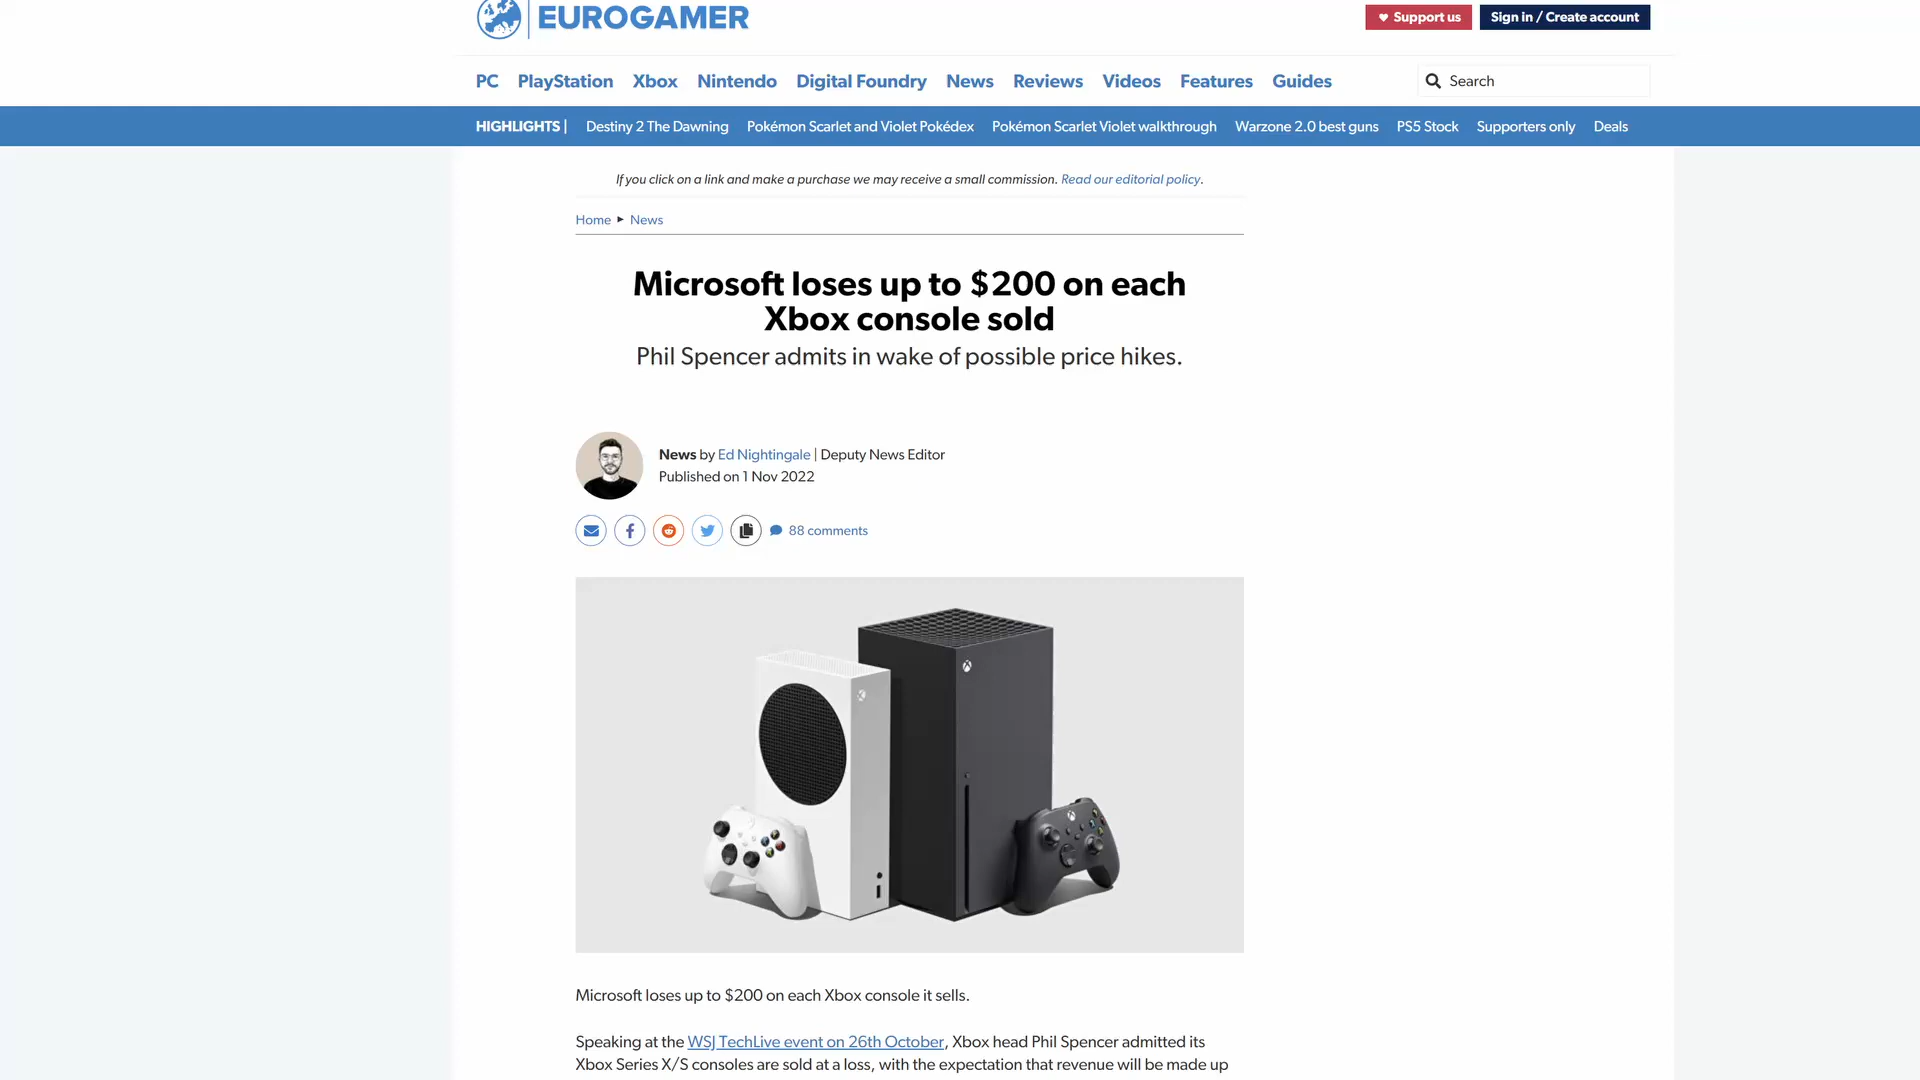 EUROGAMER
Support us
Sign in / Create account
PC PlayStation Xbox Nintendo Digital Foundry News Reviews Videos Features Guides
Search
HIGHLIGHTS | Destiny 2 The Dawning Pokémon Scarlet and Violet Pokédex Pokémon Scarlet Violet walkthrough Warzone 2.0 best guns PS5 Stock Supporters only Deals
If you click on a link and make a purchase we may receive a small commission. Read our editorial policy.
Home ▸ News
Microsoft loses up to $200 on each
Xbox console sold
Phil Spencer admits in wake of possible price hikes.
News by Ed Nightingale | Deputy News Editor
Published on 1 Nov 2022
88 comments
Microsoft loses up to $200 on each Xbox console it sells.
Speaking at the WSJ TechLive event on 26th October, Xbox head Phil Spencer admitted its
Xbox Series X/S consoles are sold at a loss, with the expectation that revenue will be made up